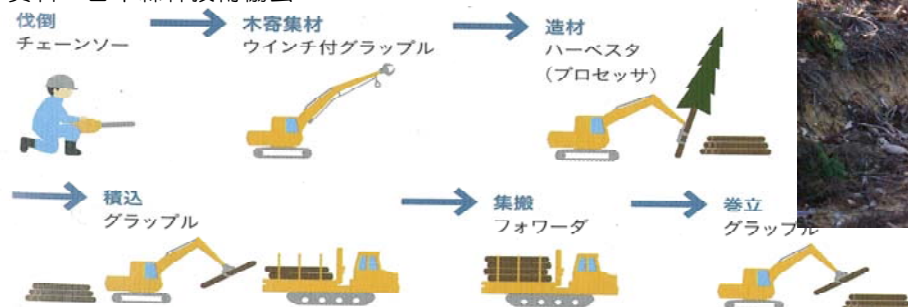 伐倒
チェーンソー
木寄集材
ウインチ付グラップル
造材
ハーベスタ
(プロセッサ)
積込
グラップル
集搬
フォワーダ
巻立
グラップル